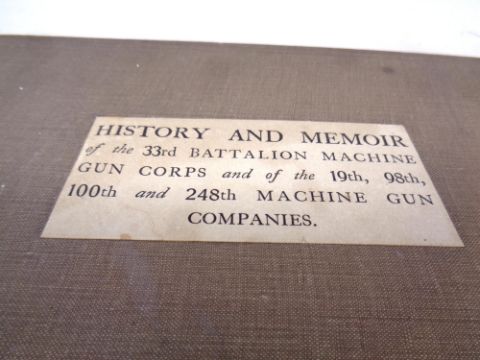 HISTORY AND MEMOIR
of the 33rd BATTALION MACHINE
GUN CORPS and of the 19th, 98th,
100th and 248th MACHINE GUN
COMPANIES.